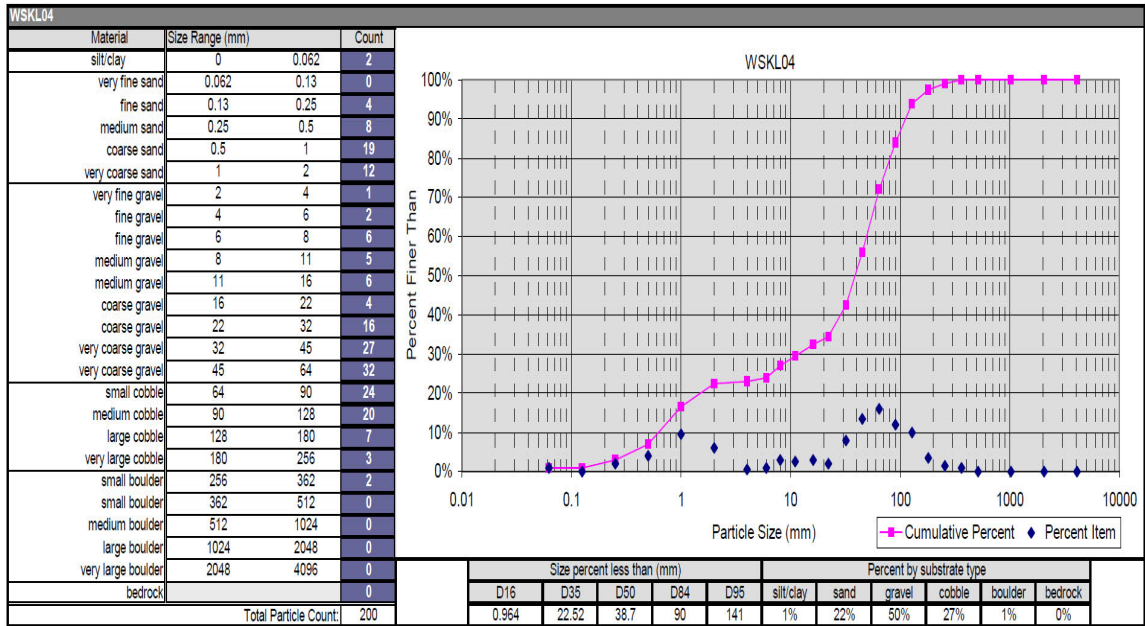 WSKL04
Material Size Range (mm) Count
silt/clay 0 0.062 2
very fine sand 0.062 0.13 0
fine sand 0.13 0.25 4
medium sand 0.25 0.5 8
coarse sand 0.5 1 19
very coarse sand 1 2 12
very fine gravel 2 4 1
fine gravel 4 6 2
fine gravel 6 8 6
medium gravel 8 11 5
medium gravel 11 16 6
coarse gravel 16 22 4
coarse gravel 22 32 16
very coarse gravel 32 45 27
very coarse gravel 45 64 32
small cobble 64 90 24
medium cobble 90 128 20
large cobble 128 180 7
very large cobble 180 256 3
small boulder 256 362 2
small boulder 362 512 0
medium boulder 512 1024 0
large boulder 1024 2048 0
very large boulder 2048 4096 0
bedrock 0
Total Particle Count: 200
WSKL04
100%
90%
80%
70%
60%
50%
40%
30%
20%
10%
0%
Percent Finer Than
0.01 0.1 1 10 100 1000 10000
Particle Size (mm)
Cumulative Percent Percent Item
Size percent less than (mm) Percent by substrate type
D16 D35 D50 D84 D95 silt/clay sand gravel cobble boulder bedrock
0.964 22.52 38.7 90 141 1% 22% 50% 27% 1% 0%